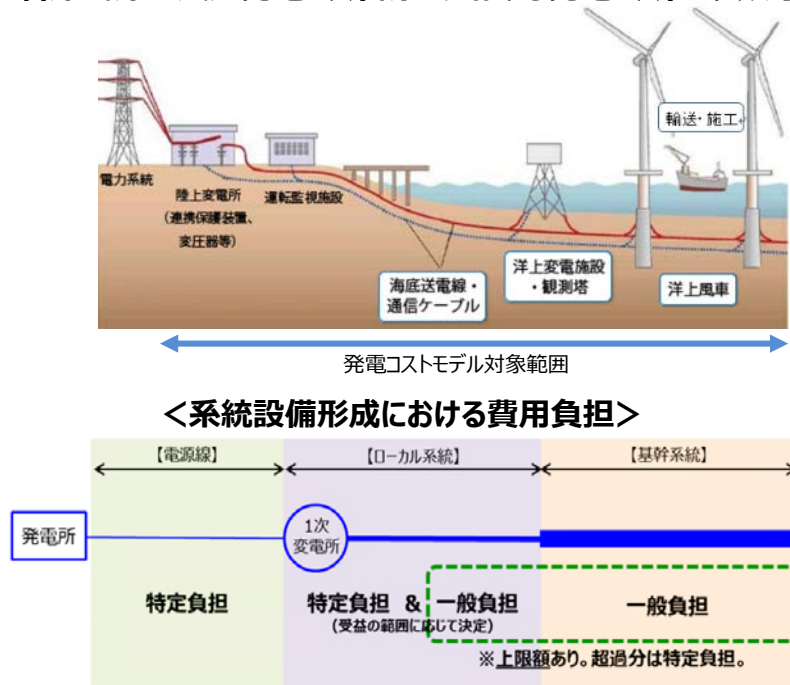 輸送・施工
電力系統
陸上変電所
(連携保護装置、
変圧器等)
運転監視施設
海底送電線・
通信ケーブル
洋上変電施設
・観測塔
洋上風車
発電コストモデル対象範囲
<系統設備形成における費用負担>
【電源線】
【ローカル系統】
【基幹系統】
発電所
1次
変電所
特定負担
特定負担 & 一般負担
(受益の範囲に応じて決定)
一般負担
※上限額あり。超過分は特定負担。